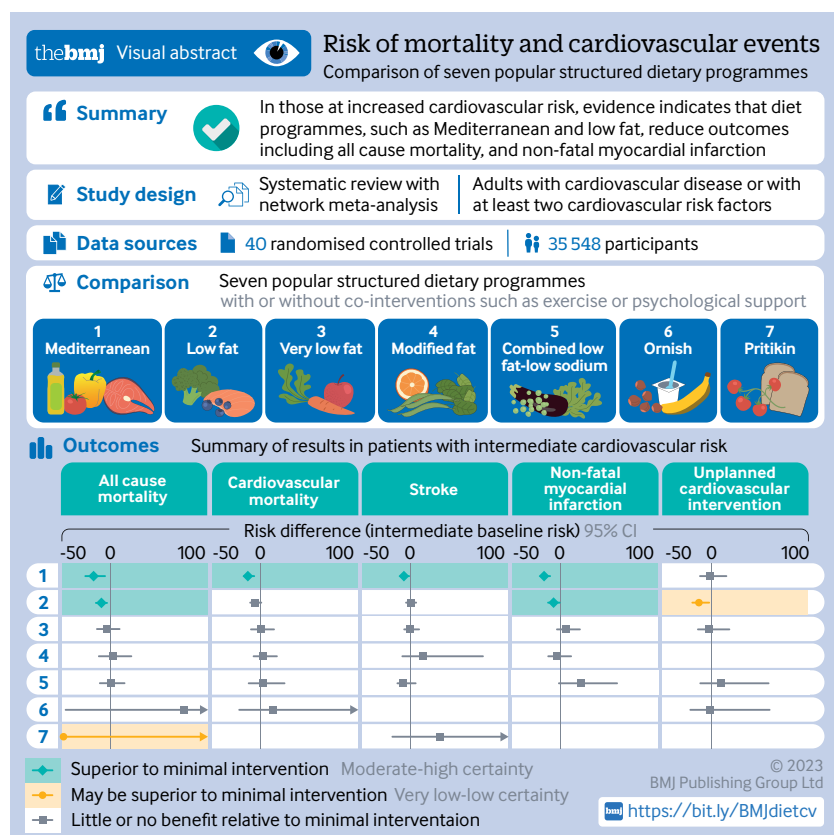 thebmj Visual abstract
Risk of mortality and cardiovascular events
Comparison of seven popular structured dietary programmes
Summary
In those at increased cardiovascular risk, evidence indicates that diet
programmes, such as Mediterranean and low fat, reduce outcomes
including all cause mortality, and non-fatal myocardial infarction
Study design
Systematic review with
network meta-analysis
Adults with cardiovascular disease or with
at least two cardiovascular risk factors
Data sources
40 randomised controlled trials
35 548 participants
Comparison
Seven popular structured dietary programmes
with or without co-interventions such as exercise or psychological support
1
Mediterranean
2
Low fat
3
Very low fat
4
Modified fat
5
Combined low
fat-low sodium
6
Ornish
7
Pritikin
Outcomes
Summary of results in patients with intermediate cardiovascular risk
All cause
mortality
Cardiovascular
mortality
Stroke
Non-fatal
myocardial
infarction
Unplanned
cardiovascular
intervention
Risk difference (intermediate baseline risk) 95% CI
-50 0 100 -50 0 100 -50 0 100 -50 0 100 -50 0 100
1
2
3
4
5
6
7
Superior to minimal intervention Moderate-high certainty
May be superior to minimal intervention Very low-low certainty
Little or no benefit relative to minimal interventaion
© 2023
BMJ Publishing Group Ltd
bmj https://bit.ly/BMJdietcv